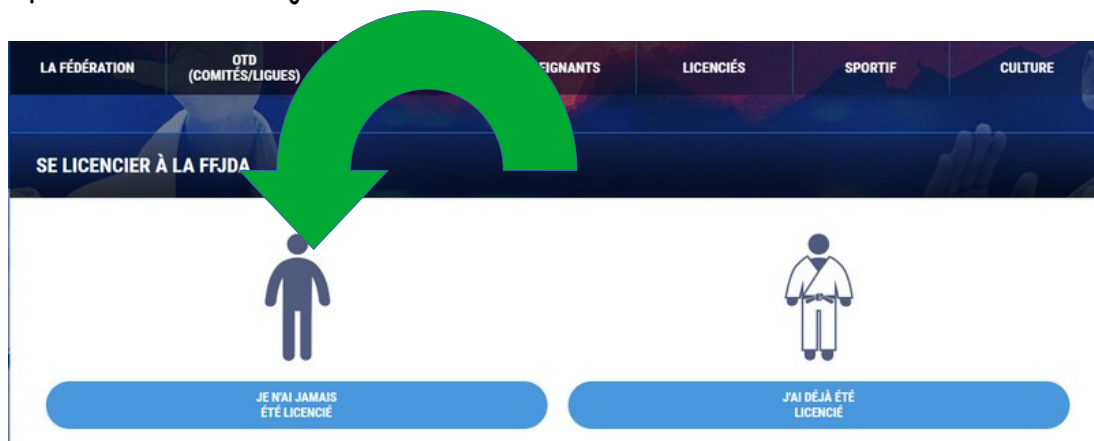 LA FÉDÉRATION
OTD
(COMITÉS/LIGUES)
LICENCIÉS
SPORTIF
CULTURE
SE LICENCIER À LA FFJDA
JE N'AI JAMAIS
ÉTÉ LICENCIÉ
J'AI DÉJÀ ÉTÉ
LICENCIÉ